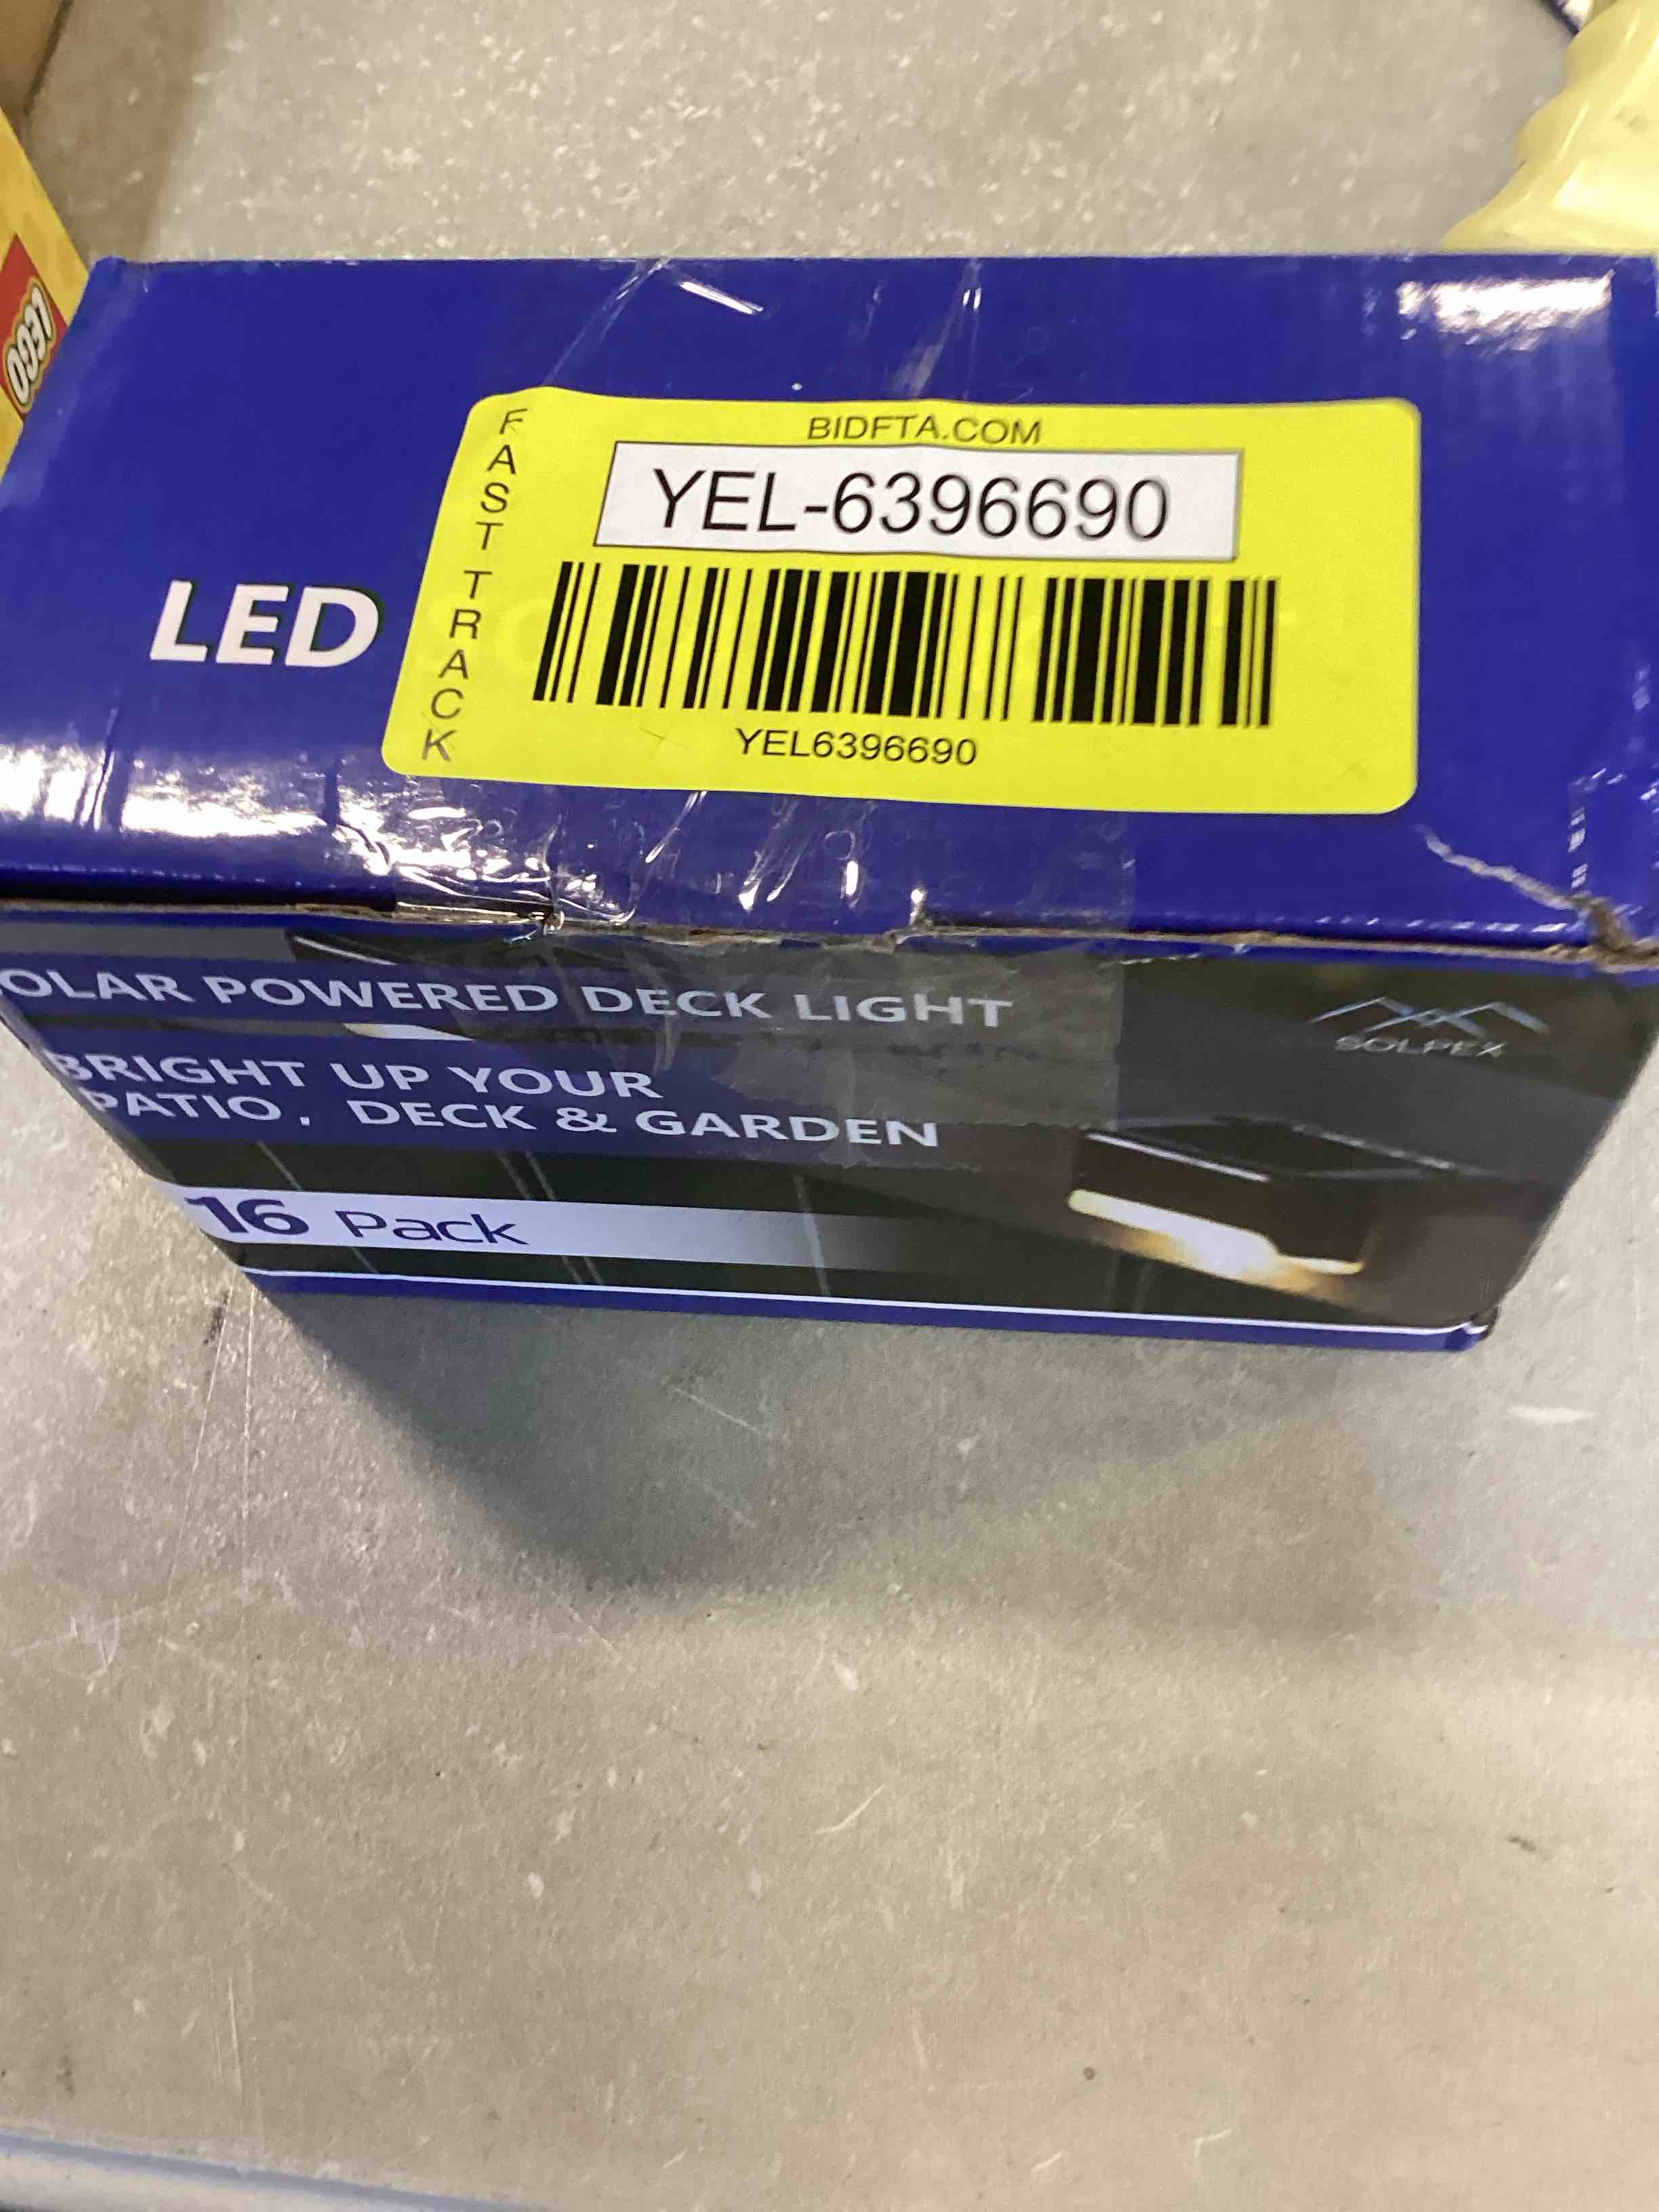 LEGO
BIDFTA.COM
FAST TRACK
YEL-6396690
LED
YEL6396690
OLAR POWERED DECK LIGHT
SOLPEX
BRIGHT UP YOUR
PATIO, DECK & GARDEN
16 Pack